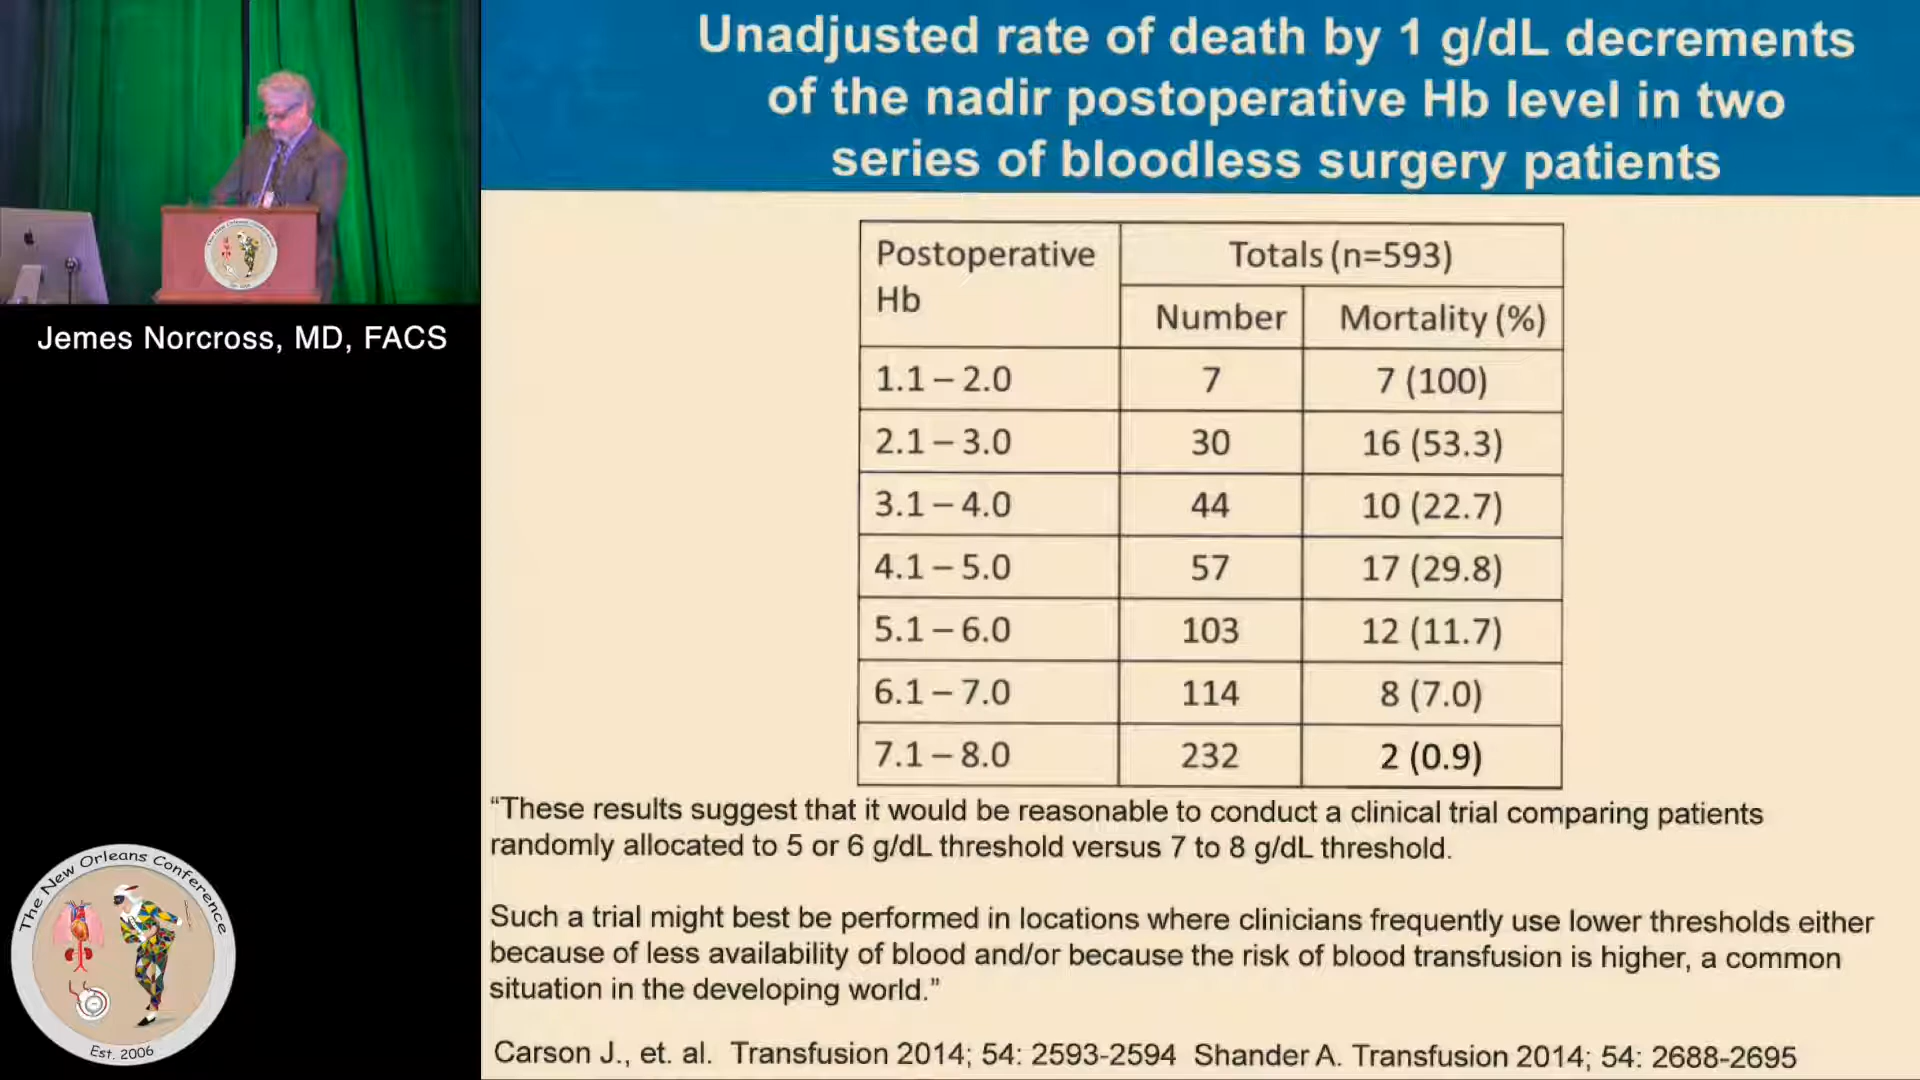 Unadjusted rate of death by 1 g/dL decrements
of the nadir postoperative Hb level in two
series of bloodless surgery patients
Jemes Norcross, MD, FACS
Postoperative Hb
Totals (n=593)
Number Mortality (%)
1.1 – 2.0 7 7 (100)
2.1 – 3.0 30 16 (53.3)
3.1 – 4.0 44 10 (22.7)
4.1 – 5.0 57 17 (29.8)
5.1 – 6.0 103 12 (11.7)
6.1 – 7.0 114 8 (7.0)
7.1 – 8.0 232 2 (0.9)
“These results suggest that it would be reasonable to conduct a clinical trial comparing patients
randomly allocated to 5 or 6 g/dL threshold versus 7 to 8 g/dL threshold.
Such a trial might best be performed in locations where clinicians frequently use lower thresholds either
because of less availability of blood and/or because the risk of blood transfusion is higher, a common
situation in the developing world.”
Carson J., et. al. Transfusion 2014; 54: 2593-2594 Shander A. Transfusion 2014; 54: 2688-2695
The New Orleans Conference
Est. 2006